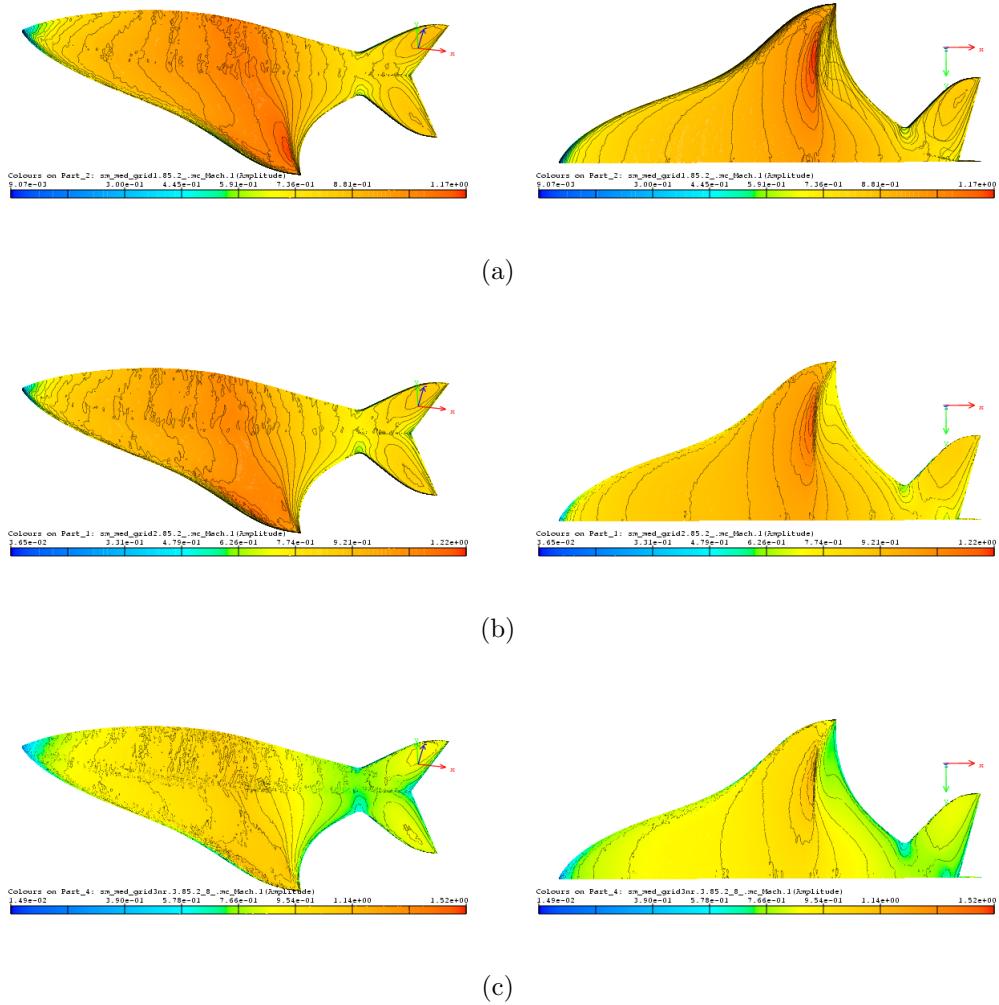 Colours on Part_2: sm_med_grid1.85.2_.mc_Mach.1(Amplitude)
9.07e-03 3.00e-01 4.45e-01 5.91e-01 7.36e-01 8.81e-01 1.17e+00
Colours on Part_2: sm_med_grid1.85.2_.mc_Mach.1(Amplitude)
9.07e-03 3.00e-01 4.45e-01 5.91e-01 7.36e-01 8.81e-01 1.17e+00
(a)
Colours on Part_1: sm_med_grid2.85.2_.mc_Mach.1(Amplitude)
3.65e-02 3.31e-01 4.79e-01 6.26e-01 7.74e-01 9.21e-01 1.22e+00
Colours on Part_1: sm_med_grid2.85.2_.mc_Mach.1(Amplitude)
3.65e-02 3.31e-01 4.79e-01 6.26e-01 7.74e-01 9.21e-01 1.22e+00
(b)
Colours on Part_4: sm_med_grid3nr.3.85.2_8_.mc_Mach.1(Amplitude)
1.49e-02 3.90e-01 5.78e-01 7.66e-01 9.54e-01 1.14e+00 1.52e+00
Colours on Part_4: sm_med_grid3nr.3.85.2_8_.mc_Mach.1(Amplitude)
1.49e-02 3.90e-01 5.78e-01 7.66e-01 9.54e-01 1.14e+00 1.52e+00
(c)